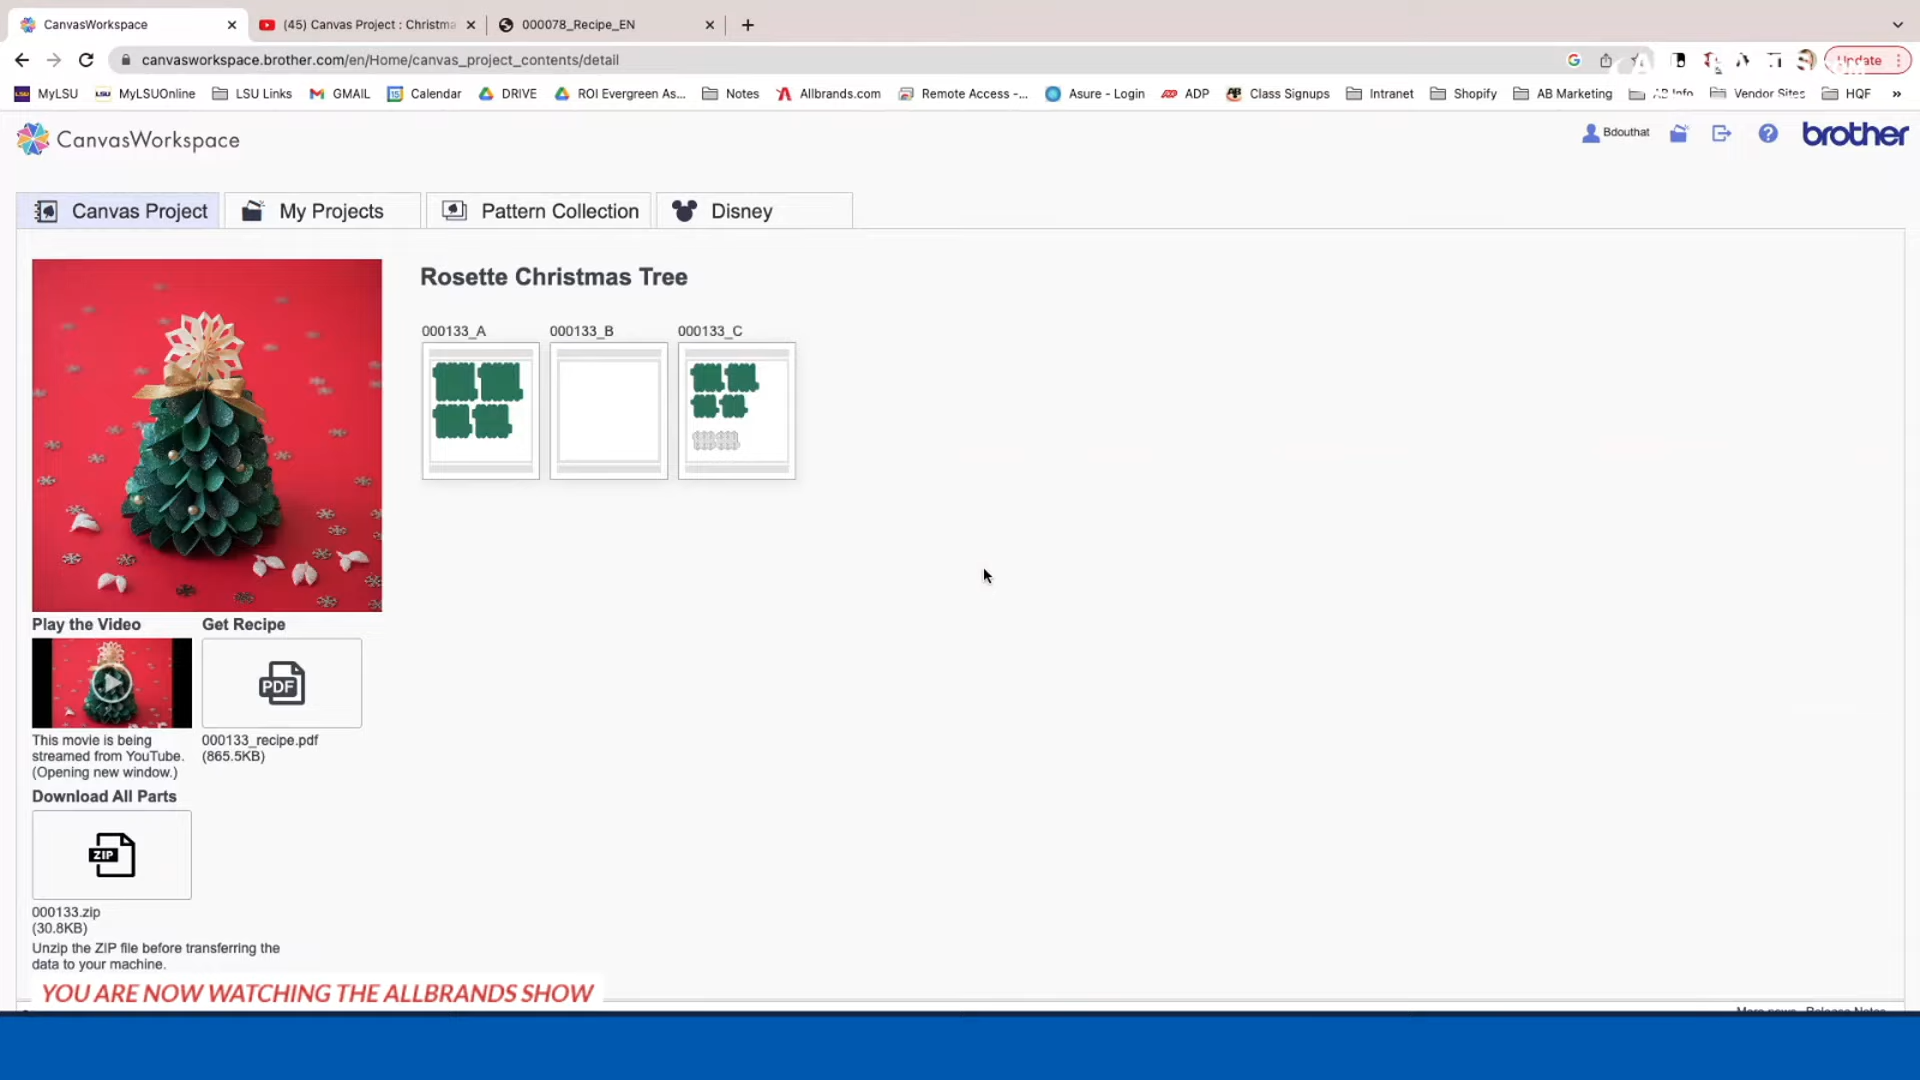 CanvasWorkspace
(45) Canvas Project : Christma
000078_Recipe_EN
canvasworkspace.brother.com/en/Home/canvas_project_contents/detail
Update
MyLSU
MyLSUOnline
LSU Links
GMAIL
Calendar
DRIVE
ROI Evergreen As...
Notes
Allbrands.com
Remote Access -...
Asure - Login
ADP
Class Signups
Intranet
Shopify
AB Marketing
AB Info
Vendor Sites
HQF
»
CanvasWorkspace
Bdouthat
brother
Canvas Project
My Projects
Pattern Collection
Disney
Rosette Christmas Tree
000133_A
000133_B
000133_C
Play the Video
Get Recipe
PDF
This movie is being
streamed from YouTube.
(Opening new window.)
000133_recipe.pdf
(865.5KB)
Download All Parts
ZIP
000133.zip
(30.8KB)
Unzip the ZIP file before transferring the
data to your machine.
YOU ARE NOW WATCHING THE ALLBRANDS SHOW